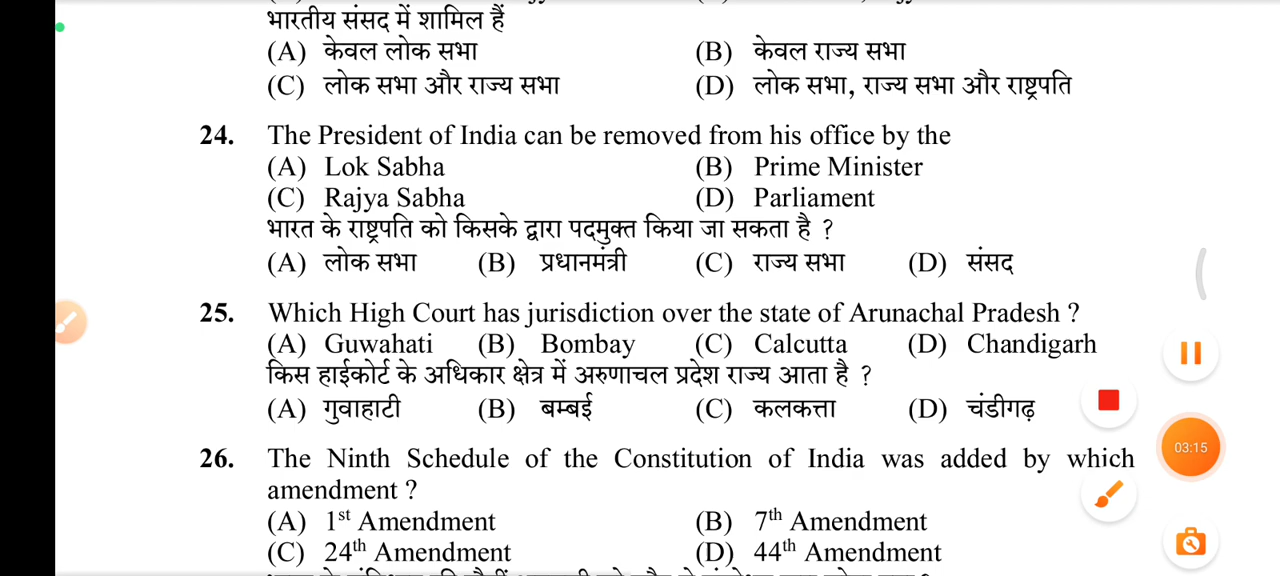 भारतीय संसद में शामिल हैं
(A) केवल लोक सभा (B) केवल राज्य सभा
(C) लोक सभा और राज्य सभा (D) लोक सभा, राज्य सभा और राष्ट्रपति
24. The President of India can be removed from his office by the
(A) Lok Sabha (B) Prime Minister
(C) Rajya Sabha (D) Parliament
भारत के राष्ट्रपति को किसके द्वारा पदमुक्त किया जा सकता है ?
(A) लोक सभा (B) प्रधानमंत्री (C) राज्य सभा (D) संसद
25. Which High Court has jurisdiction over the state of Arunachal Pradesh ?
(A) Guwahati (B) Bombay (C) Calcutta (D) Chandigarh
किस हाईकोर्ट के अधिकार क्षेत्र में अरुणाचल प्रदेश राज्य आता है ?
(A) गुवाहाटी (B) बम्बई (C) कलकत्ता (D) चंडीगढ़
03:15
26. The Ninth Schedule of the Constitution of India was added by which
amendment ?
(A) 1st Amendment (B) 7th Amendment
(C) 24th Amendment (D) 44th Amendment